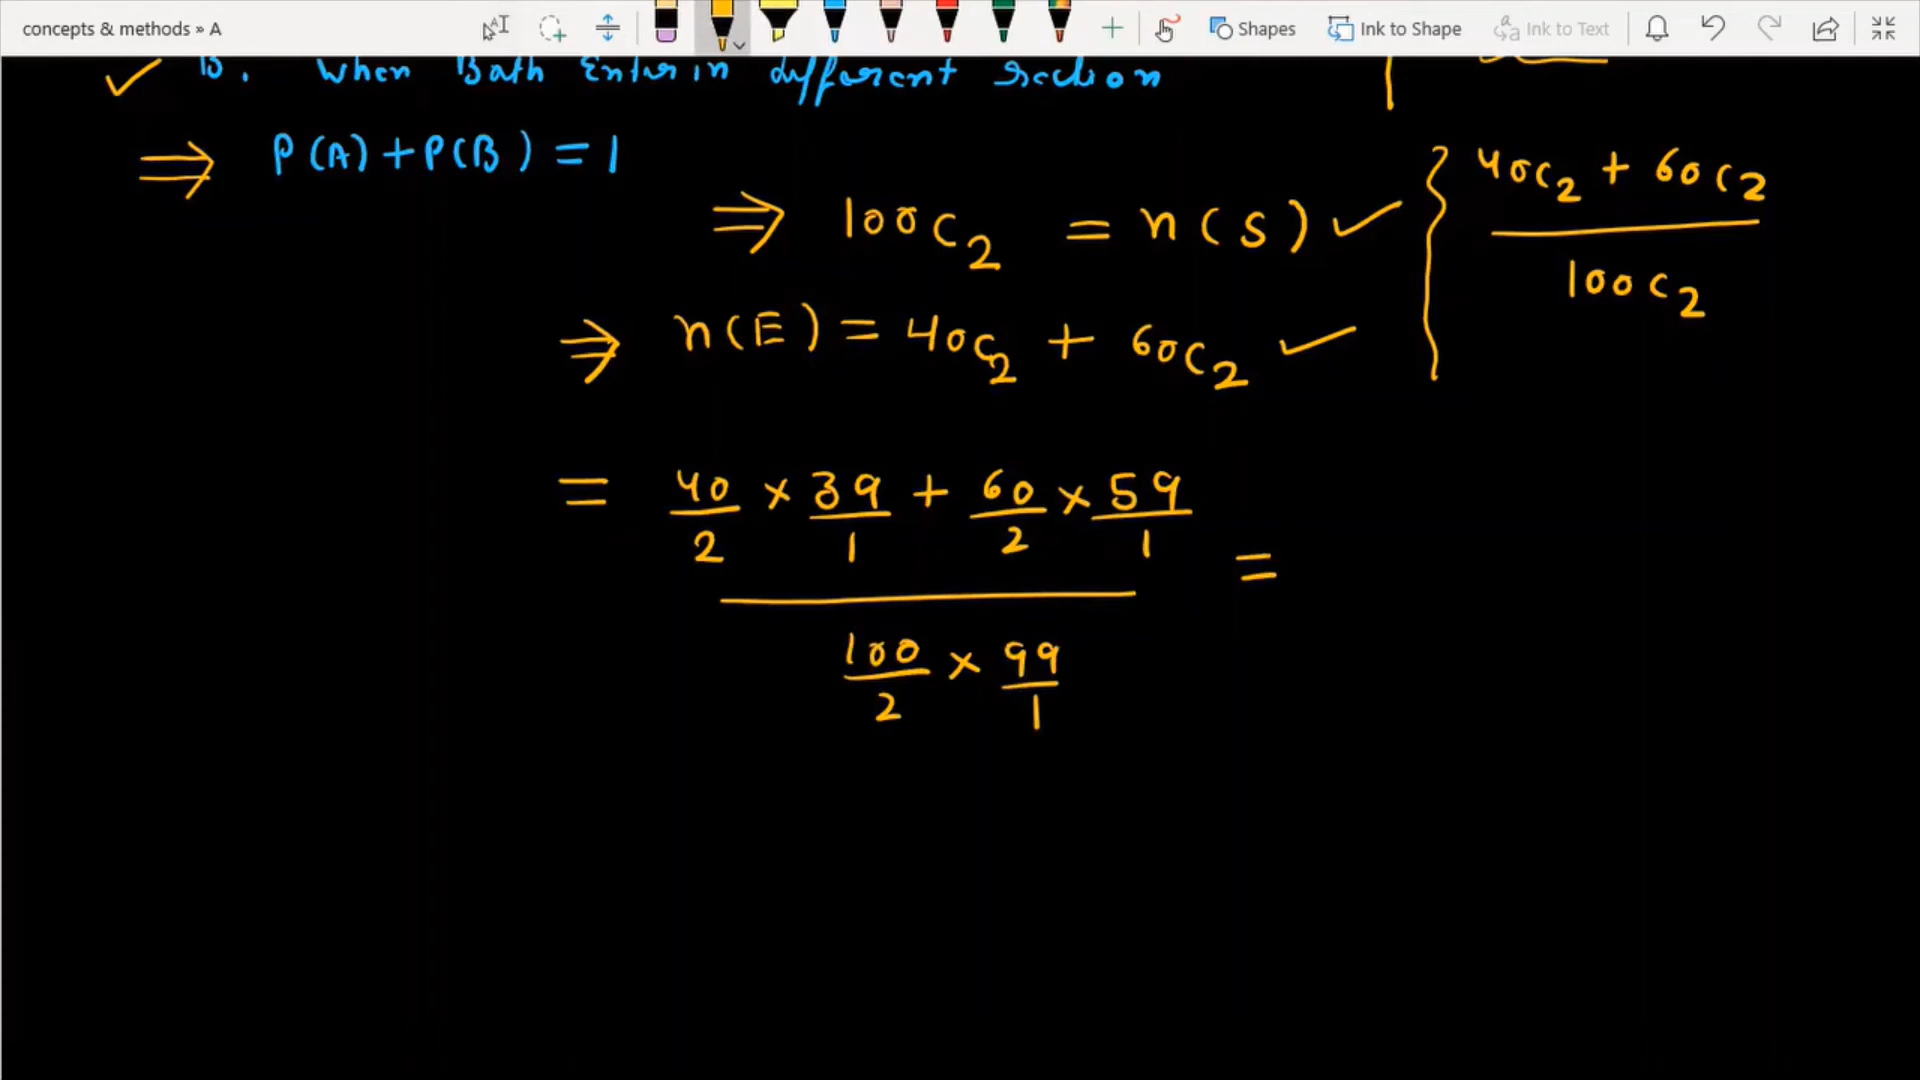 concepts & methods » A
Shapes
Ink to Shape
Ink to Text
B. When Both Enter in different section
⇒ P(A)+P(B)=1
⇒ 100C₂ = n(S) ✓
40C₂ + 60C₂
100C₂
⇒ n(E) = 40C₂ + 60C₂ ✓
= 40/2 × 39/1 + 60/2 × 59/1 =
100/2 × 99/1